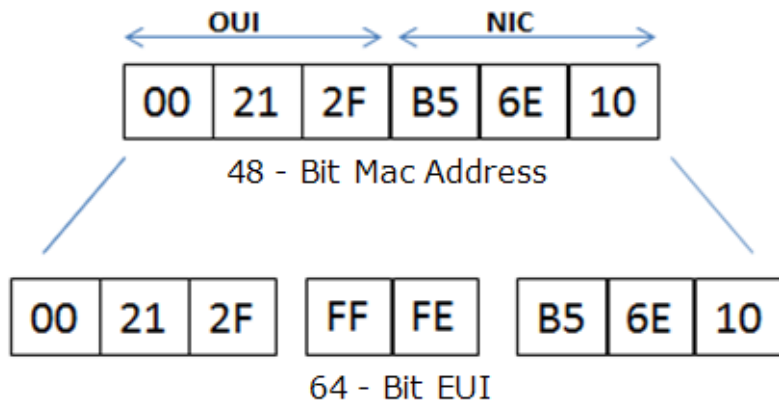 OUI NIC
00 21 2F B5 6E 10
48 - Bit Mac Address
00 21 2F FF FE B5 6E 10
64 - Bit EUI